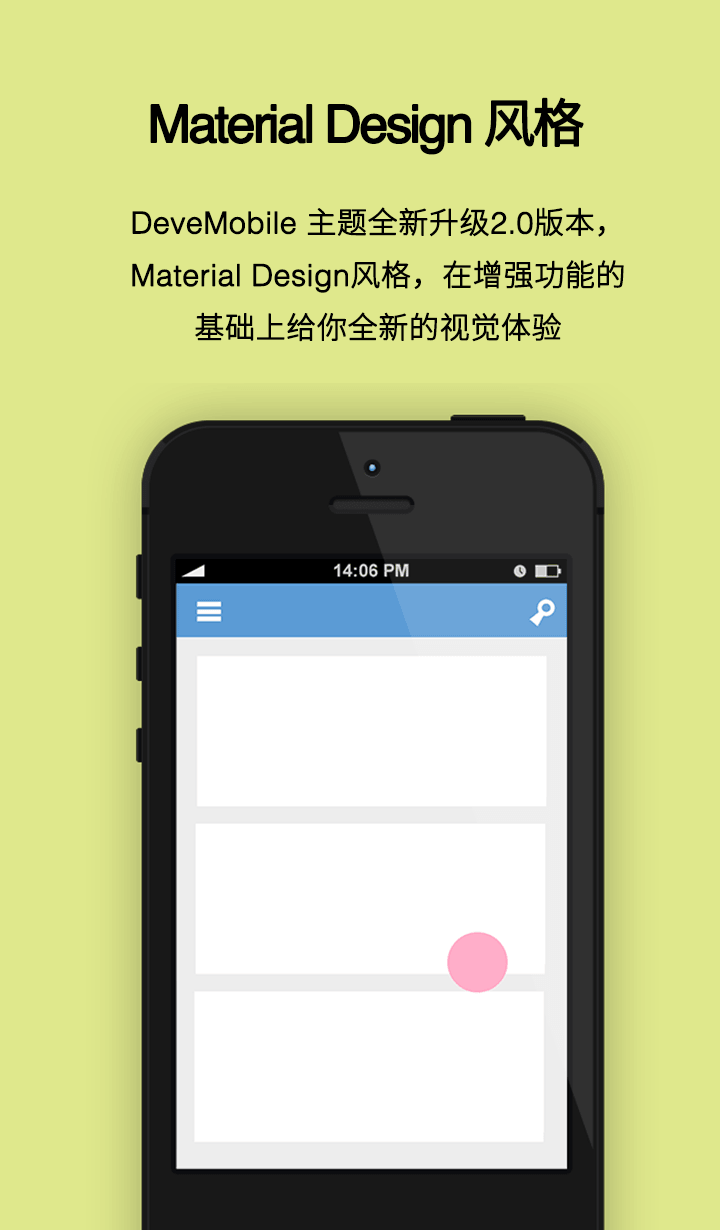 Material Design 风格
DeveMobile 主题全新升级2.0版本，
Material Design风格，在增强功能的
基础上给你全新的视觉体验
14:06 PM